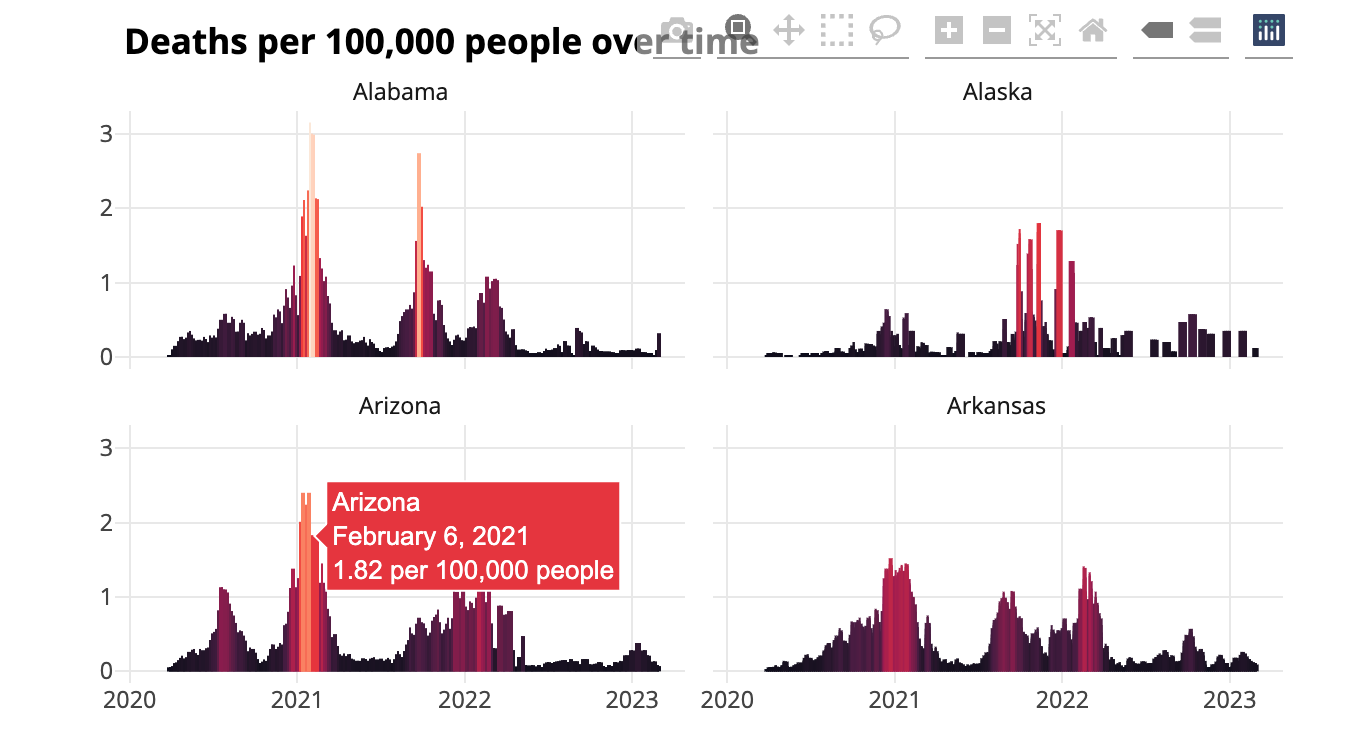 Deaths per 100,000 people over time
Alabama
Alaska
3
2
1
0
Arizona
Arkansas
3
2
1
0
Arizona
February 6, 2021
1.82 per 100,000 people
2020
2021
2022
2023
2020
2021
2022
2023